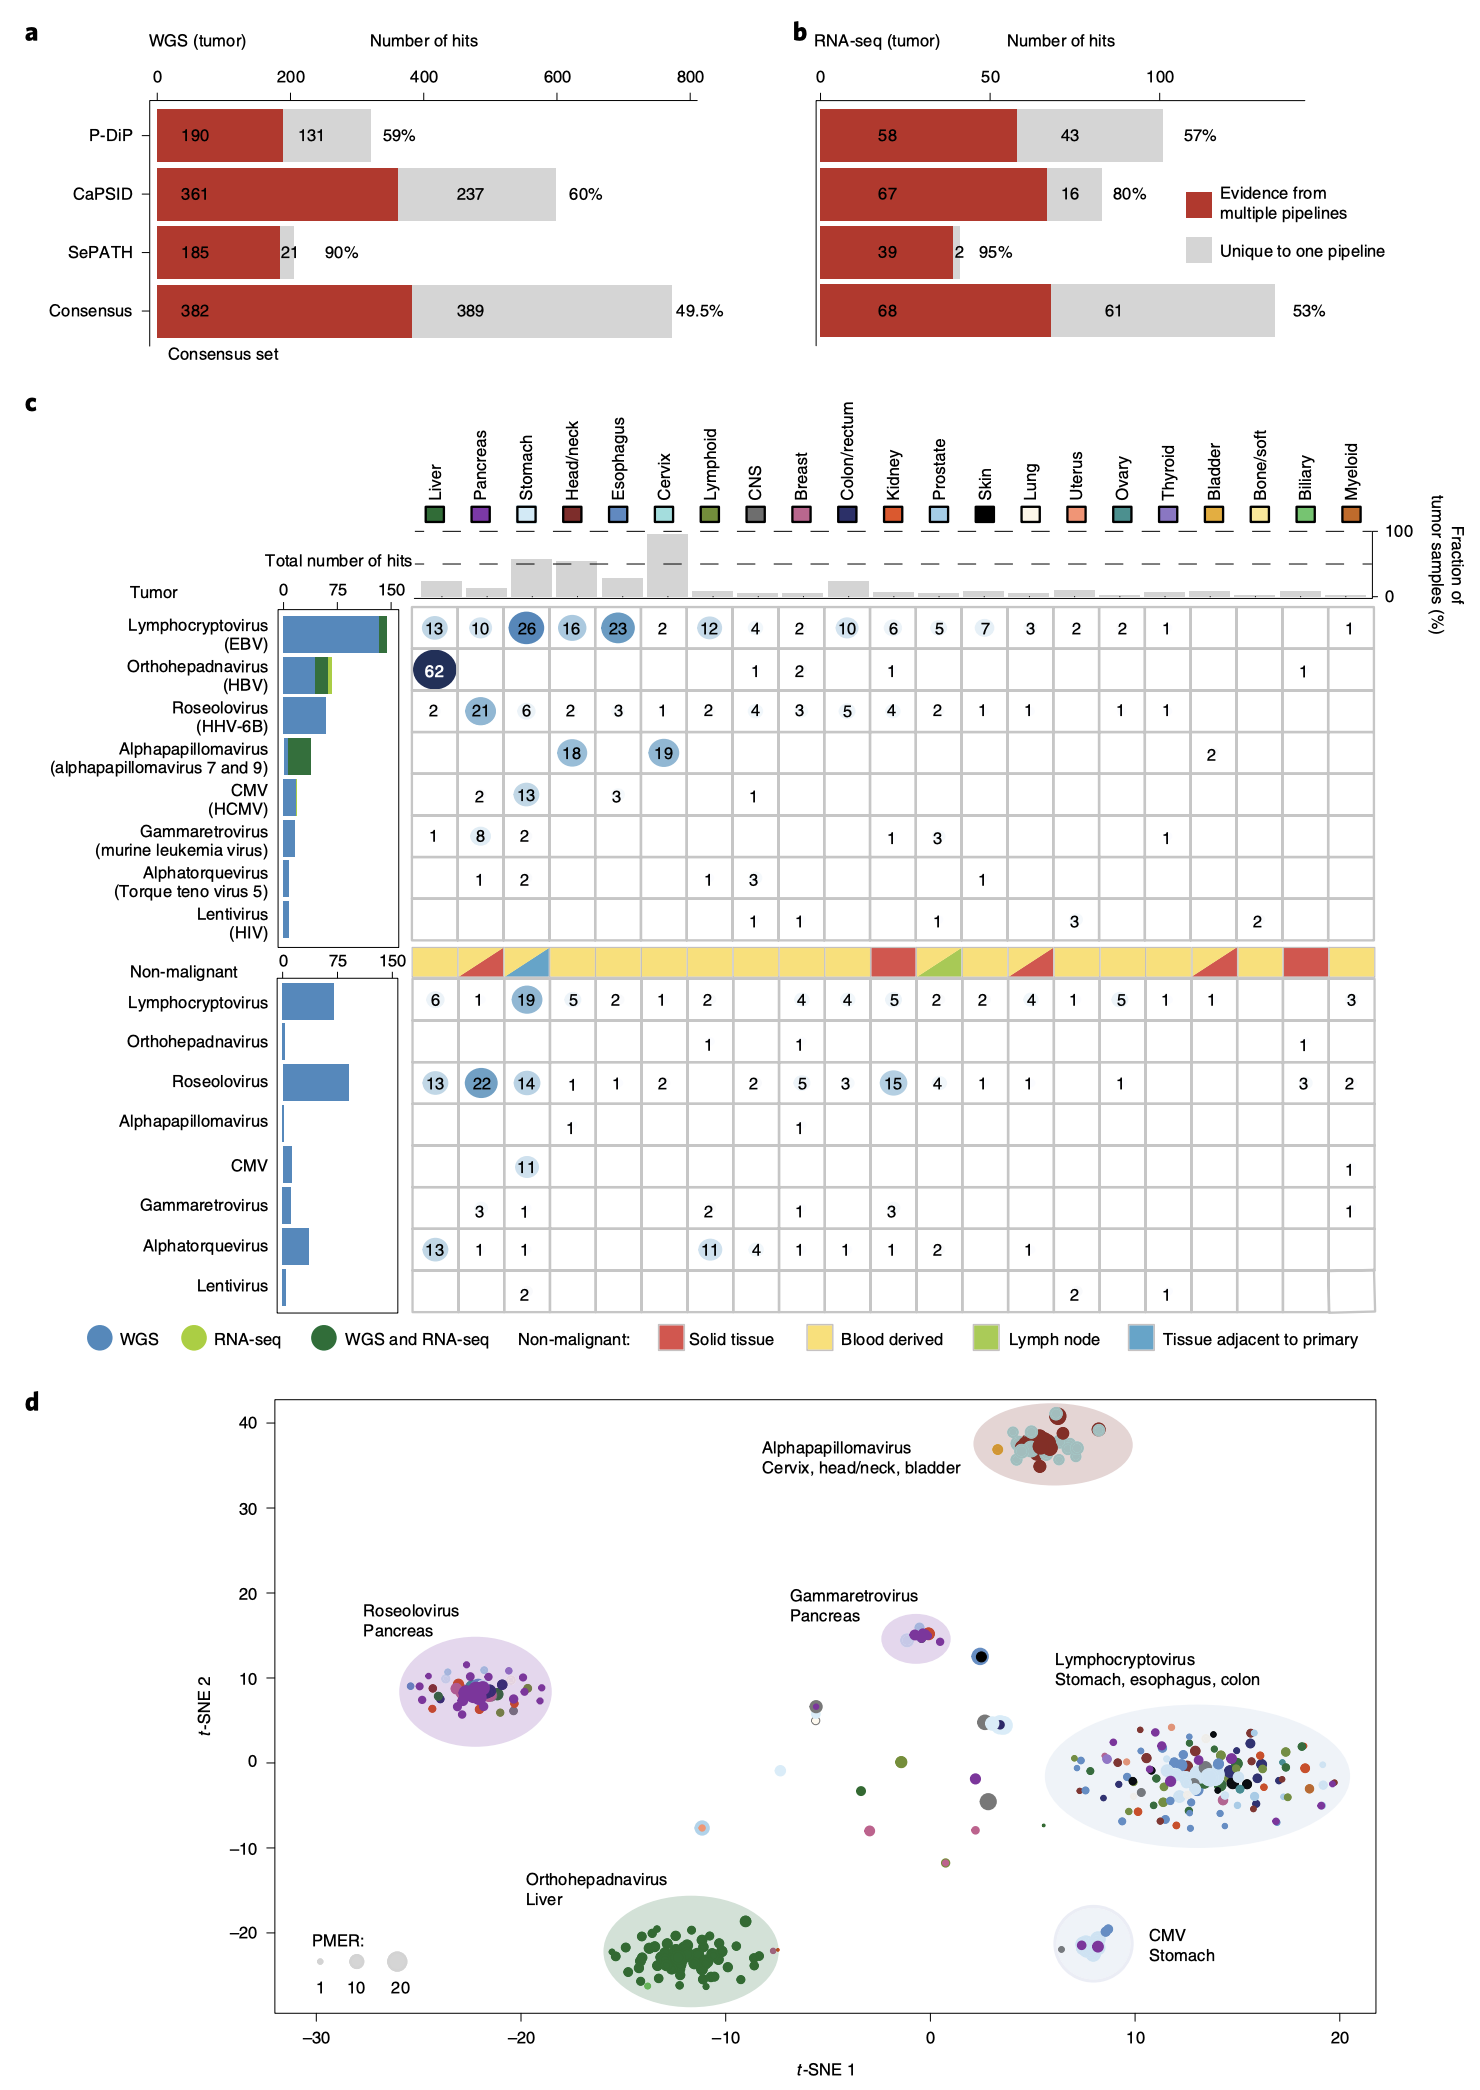 a
WGS (tumor)
Number of hits
0 200 400 600 800
P-DiP 190 131 59%
CaPSID 361 237 60%
SePATH 185 21 90%
Consensus 382 389 49.5%
Consensus set
b
RNA-seq (tumor)
Number of hits
0 50 100
58 43 57%
67 16 80%
39 2 95%
68 61 53%
Evidence from
multiple pipelines
Unique to one pipeline
c
Liver
Pancreas
Stomach
Head/neck
Esophagus
Cervix
Lymphoid
CNS
Breast
Colon/rectum
Kidney
Prostate
Skin
Lung
Uterus
Ovary
Thyroid
Bladder
Bone/soft
Biliary
Myeloid
100
0
Fraction of
tumor samples (%)
Total number of hits
Tumor
0 75 150
Lymphocryptovirus
(EBV)
13 10 26 16 23 2 12 4 2 10 6 5 7 3 2 2 1 1
Orthohepadnavirus
(HBV)
62 1 2 1 1
Roseolovirus
(HHV-6B)
2 21 6 2 3 1 2 4 3 5 4 2 1 1 1 1
Alphapapillomavirus
(alphapapillomavirus 7 and 9)
18 19 2
CMV
(HCMV)
2 13 3 1
Gammaretrovirus
(murine leukemia virus)
1 8 2 1 3 1
Alphatorquevirus
(Torque teno virus 5)
1 2 1 3 1
Lentivirus
(HIV)
1 1 1 3 2
Non-malignant
0 75 150
Lymphocryptovirus
6 1 19 5 2 1 2 4 4 5 2 2 4 1 5 1 1 3
Orthohepadnavirus
1 1 1
Roseolovirus
13 22 14 1 1 2 2 5 3 15 4 1 1 1 3 2
Alphapapillomavirus
1 1
CMV
11 1
Gammaretrovirus
3 1 2 1 3 1
Alphatorquevirus
13 1 1 11 4 1 1 1 2 1
Lentivirus
2 2 1
WGS RNA-seq WGS and RNA-seq Non-malignant: Solid tissue Blood derived Lymph node Tissue adjacent to primary
d
t-SNE 2
40
30
20
10
0
−10
−20
Alphapapillomavirus
Cervix, head/neck, bladder
Gammaretrovirus
Pancreas
Roseolovirus
Pancreas
Lymphocryptovirus
Stomach, esophagus, colon
Orthohepadnavirus
Liver
CMV
Stomach
PMER:
1 10 20
−30 −20 −10 0 10 20
t-SNE 1